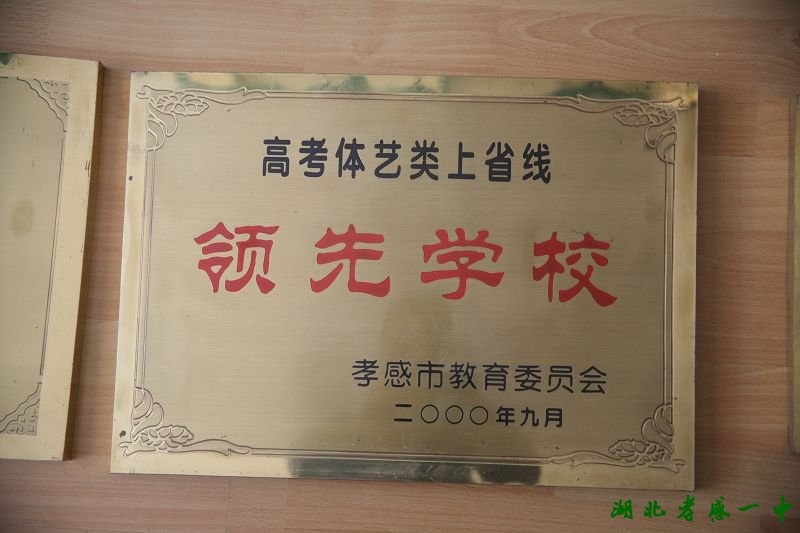 高考体艺类上省线
领先学校
孝感市教育委员会
二〇〇〇年九月
湖北孝感一中